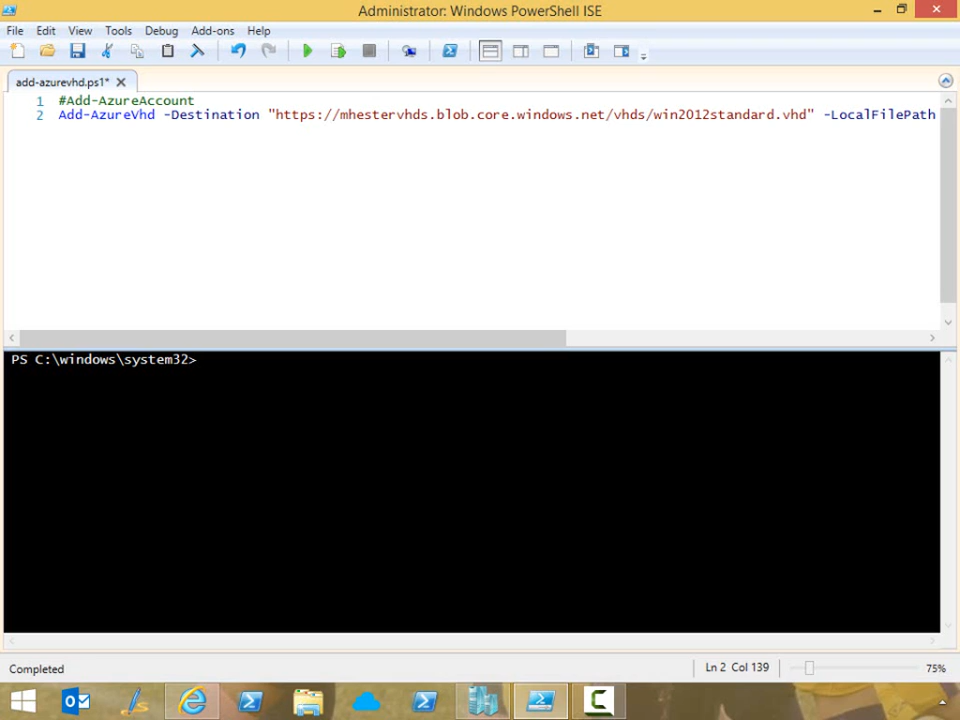 Administrator: Windows PowerShell ISE
File Edit View Tools Debug Add-ons Help
add-azurevhd.ps1* X
1 #Add-AzureAccount
2 Add-AzureVhd -Destination "https://mhestervhds.blob.core.windows.net/vhds/win2012standard.vhd" -LocalFilePath
PS C:\windows\system32>
Completed
Ln 2 Col 139
75%